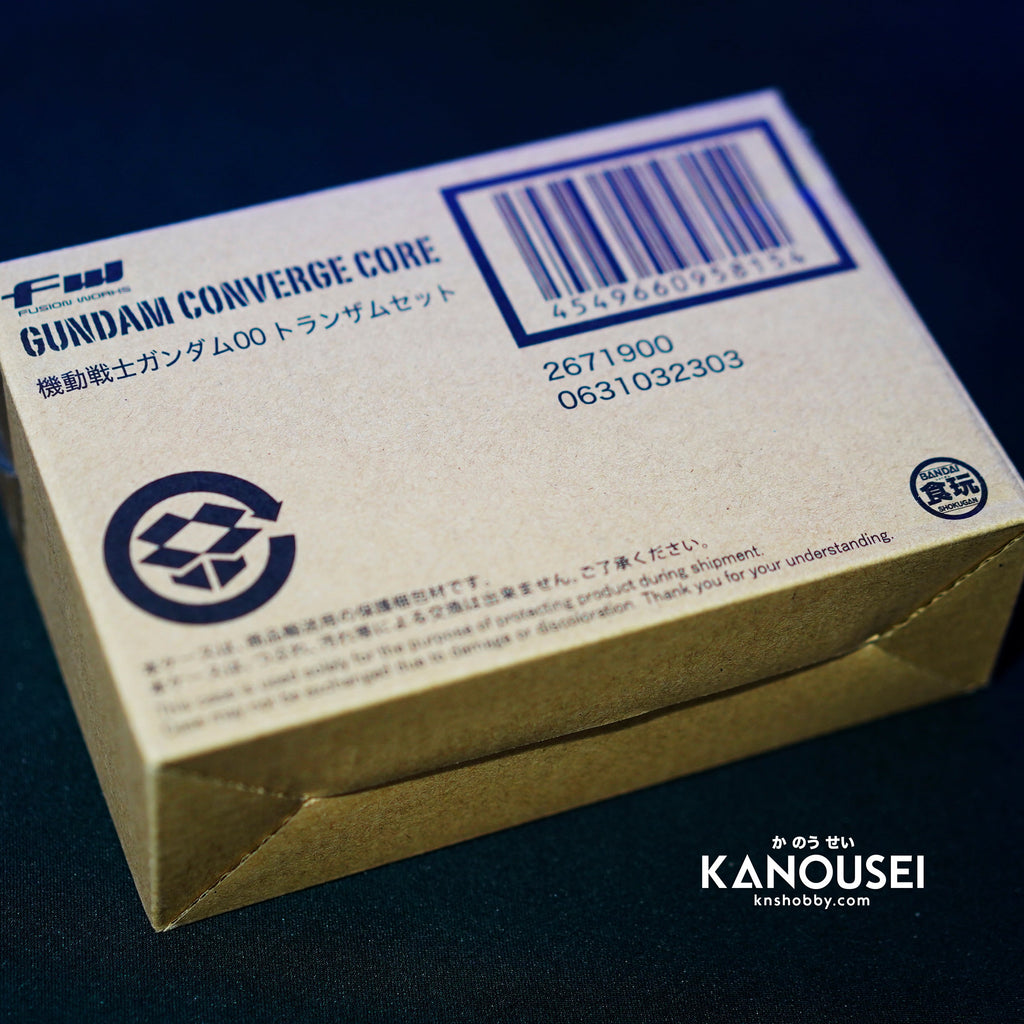 FW
FUSION WORKS
GUNDAM CONVERGE CORE
機動戦士ガンダム00 トランザムセット
4549660958154
2671900
0631032303
BANDAI
食玩
SHOKUGAN
本ケースは、商品輸送用の保護梱包材です。
本ケースは、つぶれ、汚れ等による交換は出来ません。ご了承ください。
This case is used solely for the purpose of protecting product during shipment.
Case may not be exchanged due to damage or discoloration. Thank you for your understanding.
かのうせい
KANOUSEI
knshobby.com